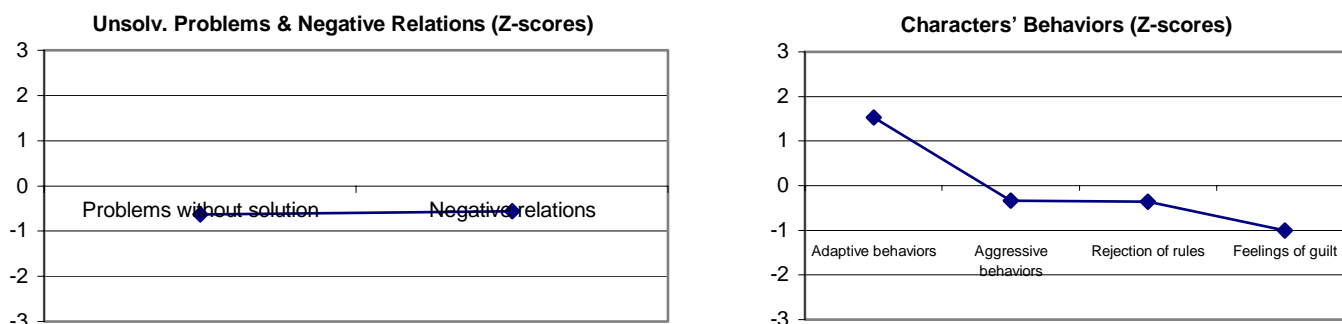 Unsolv. Problems & Negative Relations (Z-scores)
3
2
1
0
-1
-2
-3
Problems without solution
Negative relations
Characters’ Behaviors (Z-scores)
3
2
1
0
-1
-2
-3
Adaptive behaviors
Aggressive
behaviors
Rejection of rules
Feelings of guilt